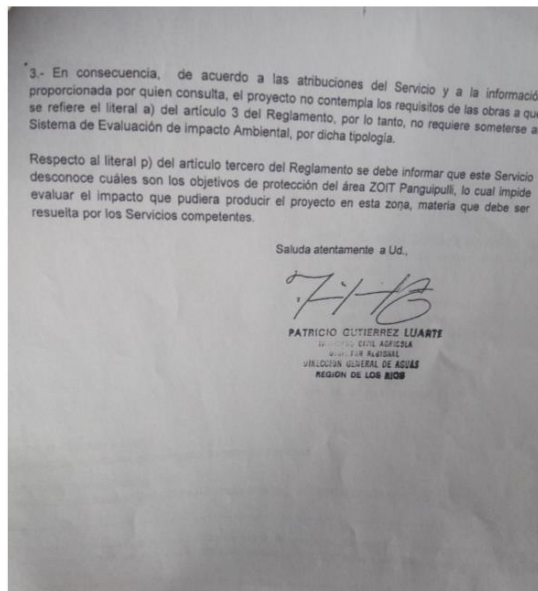 3.- En consecuencia, de acuerdo a las atribuciones del Servicio y a la informació
proporcionada por quien consulta, el proyecto no contempla los requisitos de las obras a que
se refiere el literal a) del artículo 3 del Reglamento, por lo tanto, no requiere someterse a
Sistema de Evaluación de impacto Ambiental, por dicha tipología.
Respecto al literal p) del artículo tercero del Reglamento se debe informar que este Servicio
desconoce cuáles son los objetivos de protección del área ZOIT Panguipulli, lo cual impide
evaluar el impacto que pudiera producir el proyecto en esta zona, materia que debe ser
resuelta por los Servicios competentes.
Saluda atentamente a Ud.,
PATRICIO GUTIERREZ LUARTE
CIVIL AGRICOLA
REGIONAL
DIRECCIÓN GENERAL DE AGUAS
REGION DE LOS RIOS